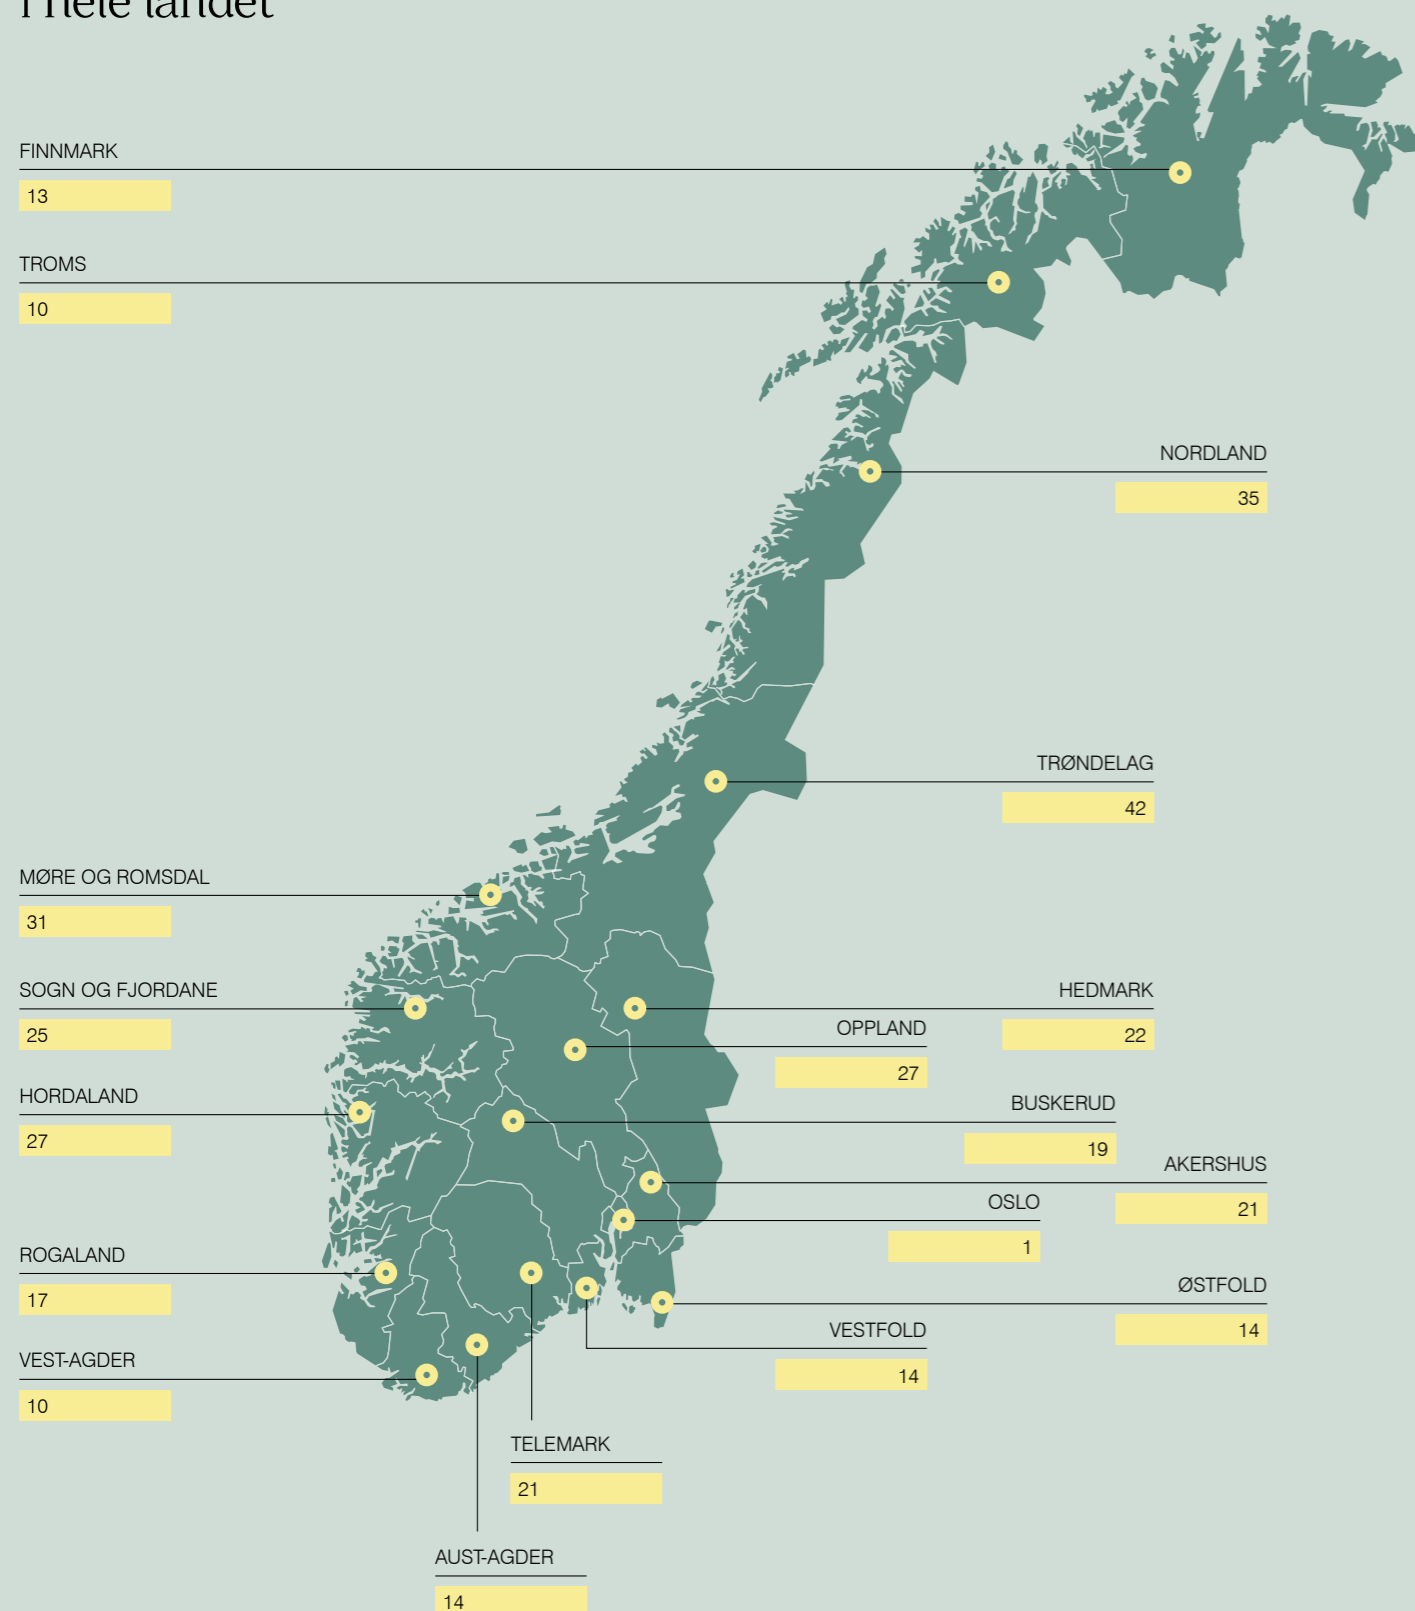 i hele landet
FINNMARK
13
TROMS
10
NORDLAND
35
TRØNDELAG
42
MØRE OG ROMSDAL
31
SOGN OG FJORDANE
25
HEDMARK
22
OPPLAND
27
HORDALAND
27
BUSKERUD
19
AKERSHUS
21
OSLO
1
ROGALAND
17
ØSTFOLD
14
VESTFOLD
14
VEST-AGDER
10
TELEMARK
21
AUST-AGDER
14